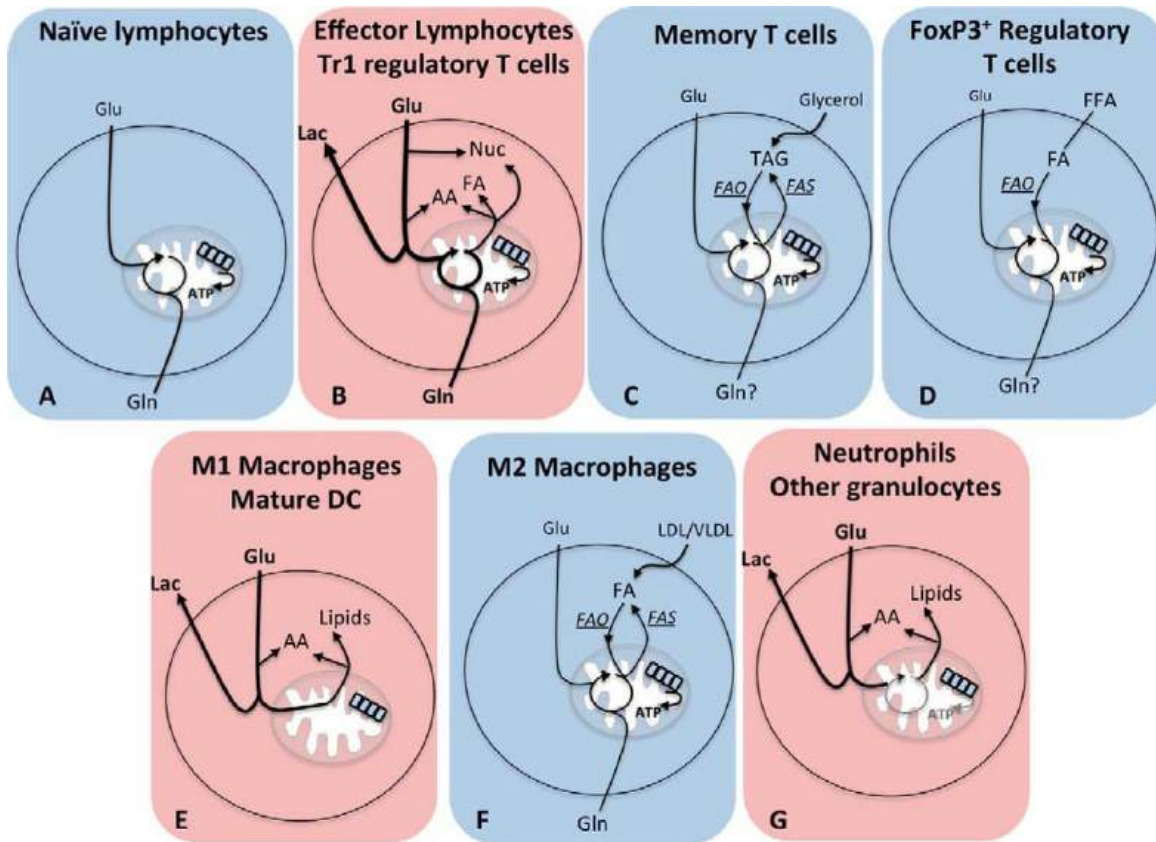 Naïve lymphocytes
Glu
ATP
Gln
A
Effector Lymphocytes
Tr1 regulatory T cells
Glu
Lac
Nuc
FA
AA
ATP
Gln
B
Memory T cells
Glu
Glycerol
TAG
FAO
FAS
ATP
Gln?
C
FoxP3⁺ Regulatory
T cells
Glu
FFA
FA
FAO
ATP
Gln?
D
M1 Macrophages
Mature DC
Glu
Lac
Lipids
AA
E
M2 Macrophages
Glu
LDL/VLDL
FA
FAO
FAS
ATP
Gln
F
Neutrophils
Other granulocytes
Glu
Lac
Lipids
AA
ATP
G